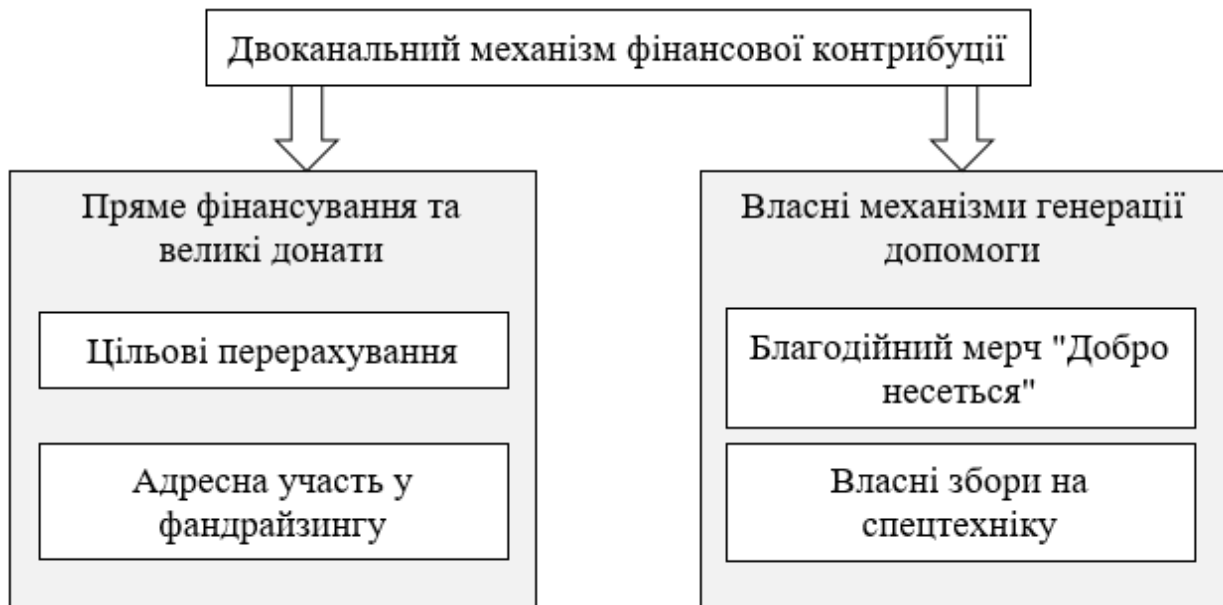 Двоканальний механізм фінансової контрибуції
Пряме фінансування та
великі донати
Цільові перерахування
Адресна участь у
фандрайзингу
Власні механізми генерації
допомоги
Благодійний мерч "Добро
несеться"
Власні збори на
спецтехніку